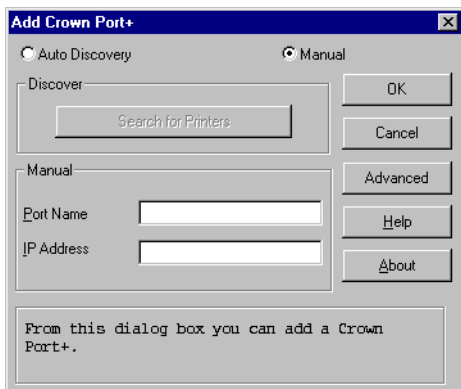 Add Crown Port+
Auto Discovery
Manual
Discover
Search for Printers
OK
Cancel
Manual
Advanced
Port Name
Help
IP Address
About
From this dialog box you can add a Crown
Port+.